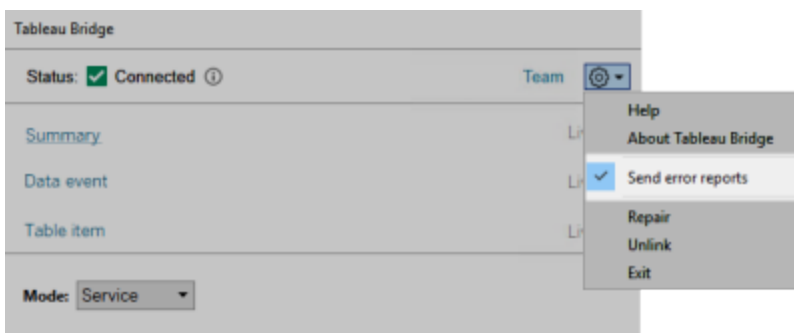 Tableau Bridge
Status: Connected
Team
Help
About Tableau Bridge
Send error reports
Repair
Unlink
Exit
Summary
Data event
Table item
Mode: Service